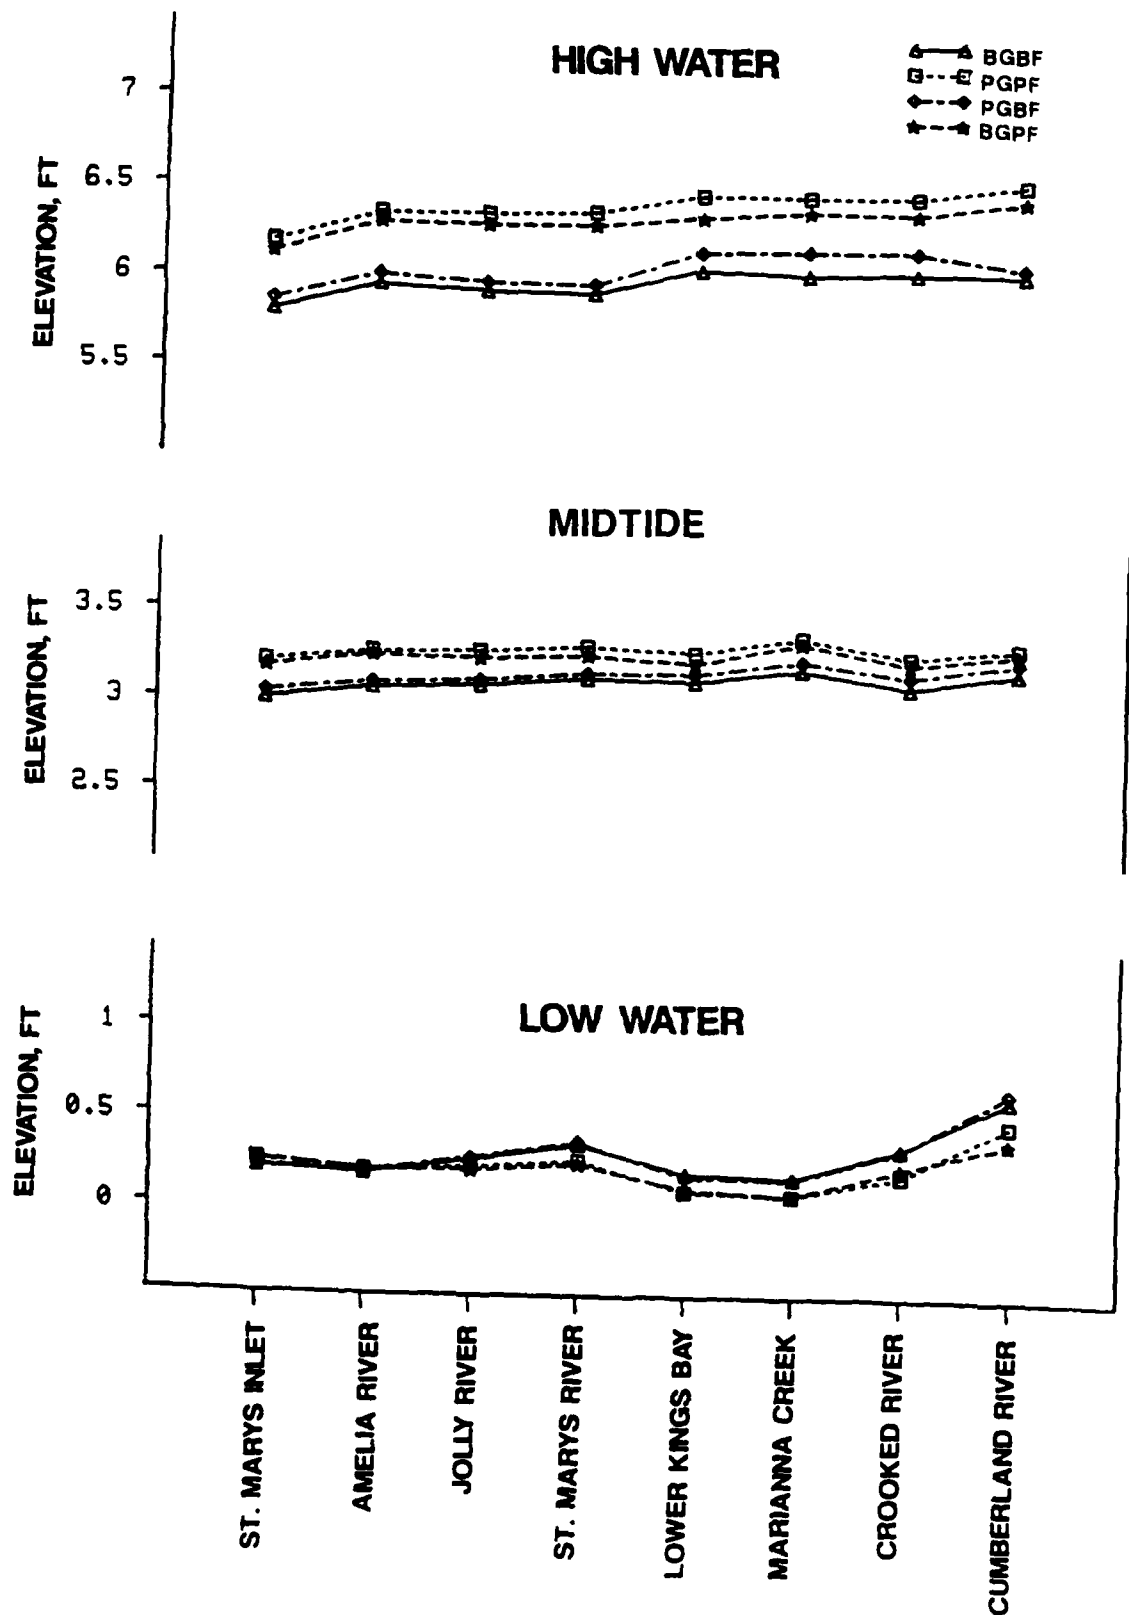 HIGH WATER
BGBF
PGPF
PGBF
BGPF
ELEVATION, FT
7
6.5
6
5.5
MIDTIDE
ELEVATION, FT
3.5
3
2.5
LOW WATER
ELEVATION, FT
1
0.5
0
ST. MARYS INLET
AMELIA RIVER
JOLLY RIVER
ST. MARYS RIVER
LOWER KINGS BAY
MARIANNA CREEK
CROOKED RIVER
CUMBERLAND RIVER